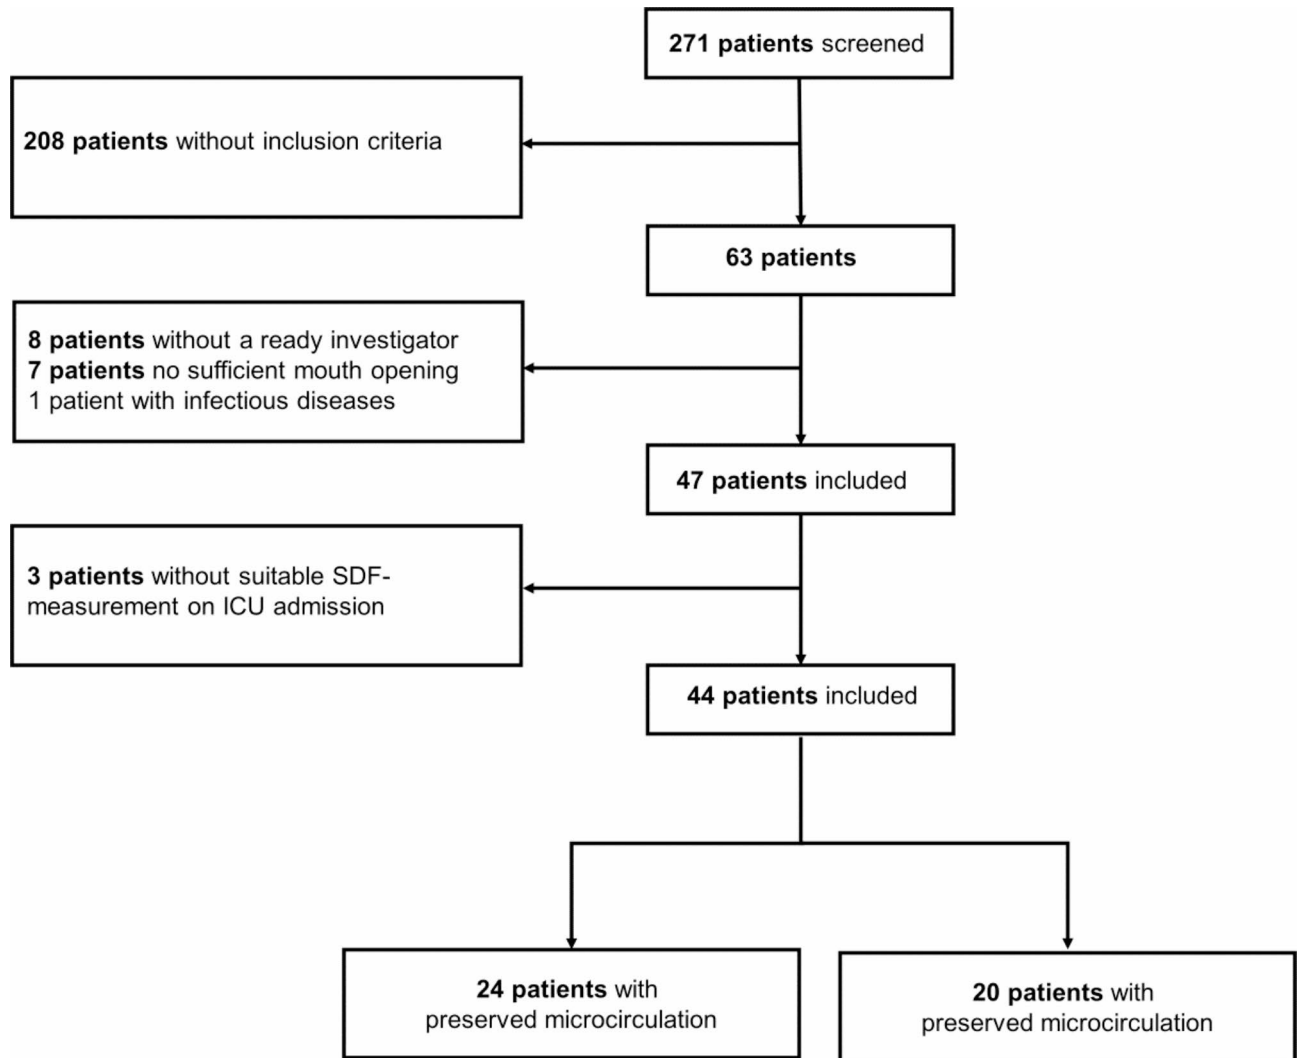 271 patients screened
208 patients without inclusion criteria
63 patients
8 patients without a ready investigator
7 patients no sufficient mouth opening
1 patient with infectious diseases
47 patients included
3 patients without suitable SDF-
measurement on ICU admission
44 patients included
24 patients with
preserved microcirculation
20 patients with
preserved microcirculation